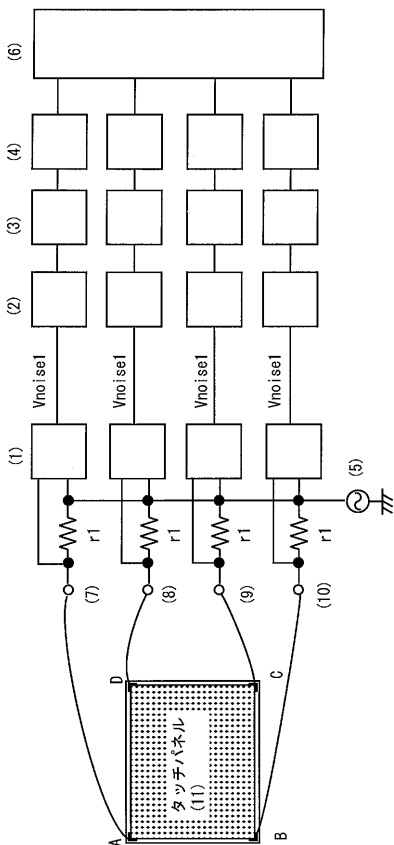 (1)
(2)
(3)
(4)
(6)
Vnoise1
Vnoise1
Vnoise1
Vnoise1
r1
r1
r1
r1
(5)
(7)
(8)
(9)
(10)
A
D
B
C
タッチパネル
(11)